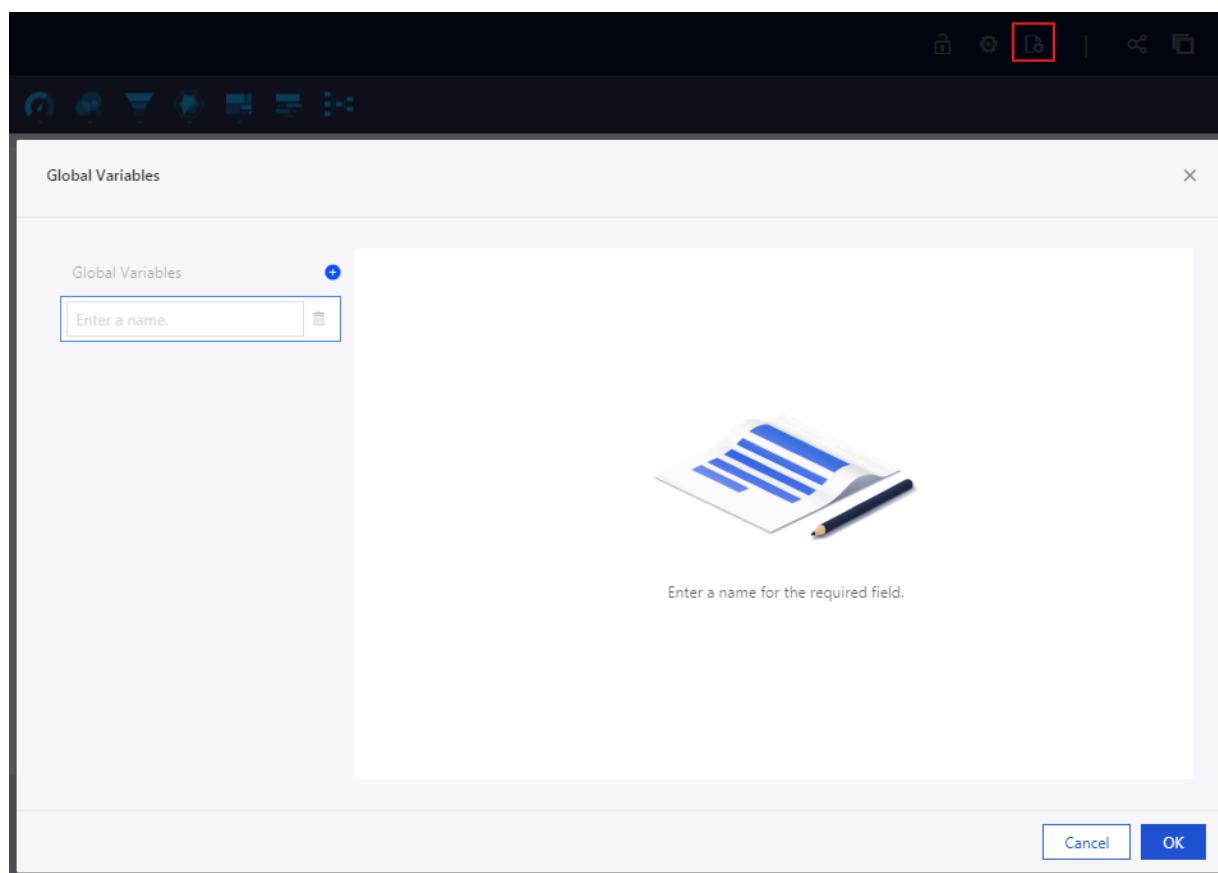 Global Variables
Global Variables
Enter a name.
Enter a name for the required field.
Cancel
OK